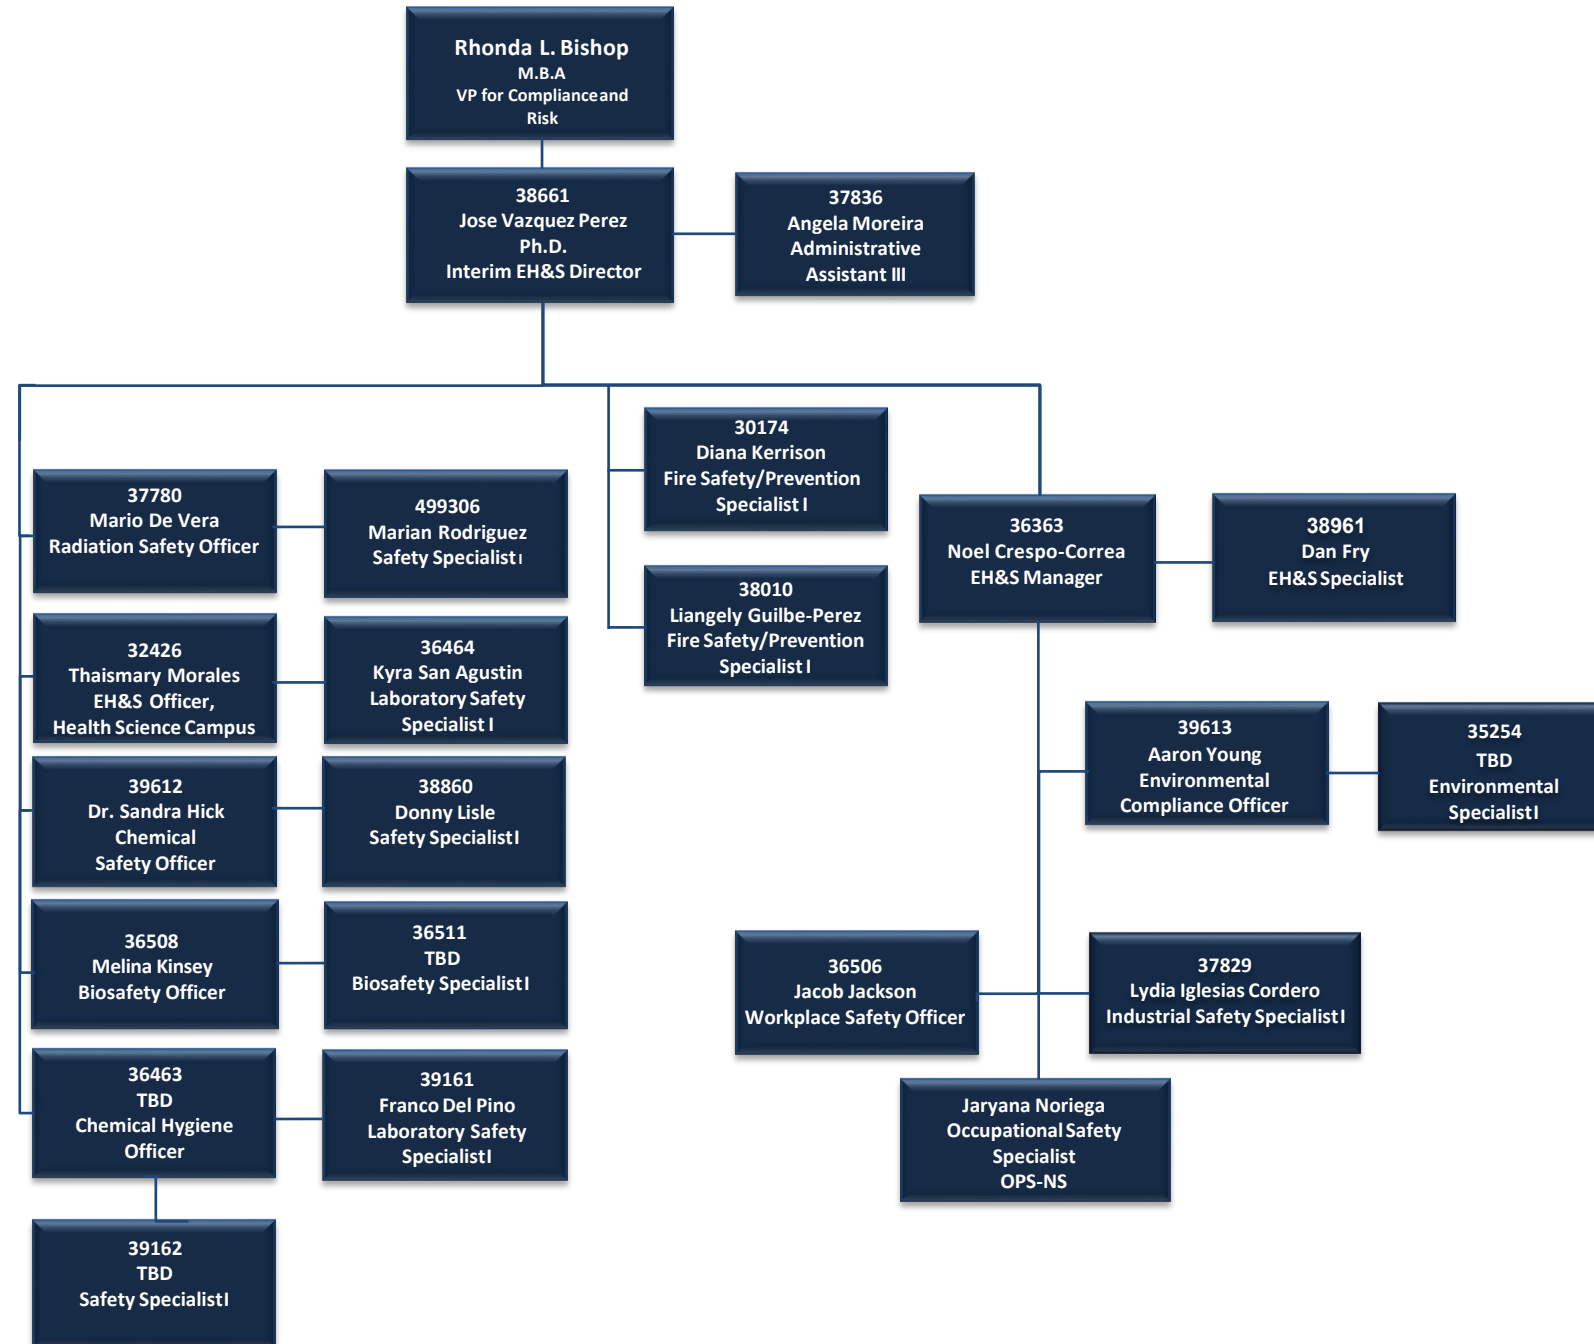 Rhonda L. Bishop
M.B.A
VP for Compliance and
Risk
38661
Jose Vazquez Perez
Ph.D.
Interim EH&S Director
37836
Angela Moreira
Administrative
Assistant III
30174
Diana Kerrison
Fire Safety/Prevention
Specialist I
38010
Liangely Guilbe-Perez
Fire Safety/Prevention
Specialist I
37780
Mario De Vera
Radiation Safety Officer
499306
Marian Rodriguez
Safety Specialist I
32426
Thaismary Morales
EH&S Officer,
Health Science Campus
36464
Kyra San Agustin
Laboratory Safety
Specialist I
39612
Dr. Sandra Hick
Chemical
Safety Officer
38860
Donny Lisle
Safety Specialist I
36508
Melina Kinsey
Biosafety Officer
36511
TBD
Biosafety Specialist I
36463
TBD
Chemical Hygiene
Officer
39161
Franco Del Pino
Laboratory Safety
Specialist I
39162
TBD
Safety Specialist I
36363
Noel Crespo-Correa
EH&S Manager
38961
Dan Fry
EH&S Specialist
39613
Aaron Young
Environmental
Compliance Officer
35254
TBD
Environmental
Specialist I
36506
Jacob Jackson
Workplace Safety Officer
37829
Lydia Iglesias Cordero
Industrial Safety Specialist I
Jaryana Noriega
Occupational Safety
Specialist
OPS-NS